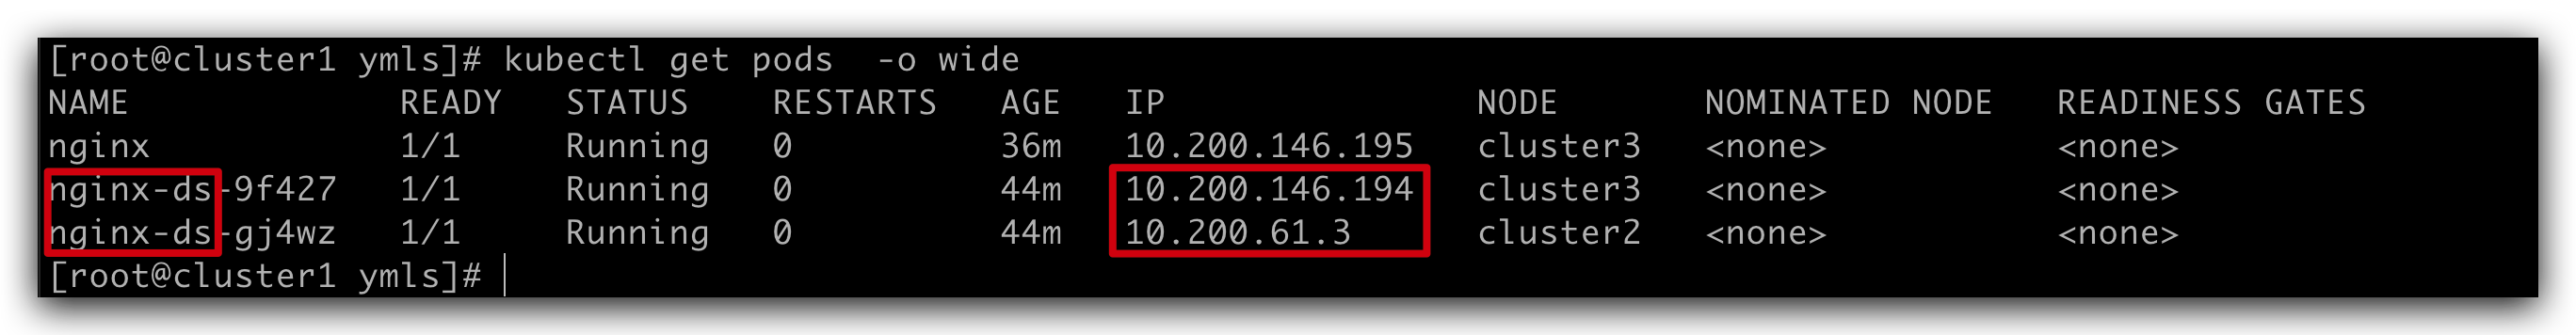 [root@cluster1 ymls]# kubectl get pods  -o wide
NAME             READY   STATUS    RESTARTS   AGE   IP               NODE       NOMINATED NODE   READINESS GATES
nginx            1/1     Running   0          36m   10.200.146.195   cluster3   <none>           <none>
nginx-ds-9f427   1/1     Running   0          44m   10.200.146.194   cluster3   <none>           <none>
nginx-ds-gj4wz   1/1     Running   0          44m   10.200.61.3      cluster2   <none>           <none>
[root@cluster1 ymls]#